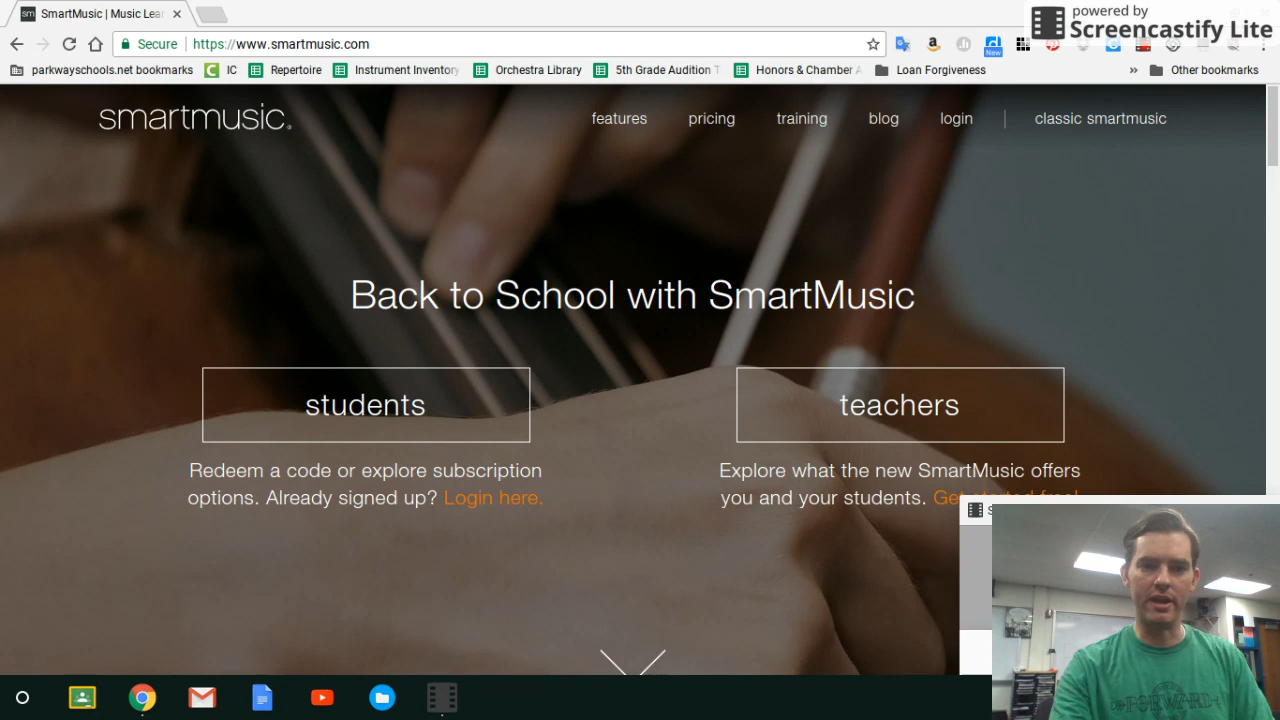 SmartMusic | Music Lear
powered by
Screencastify Lite
Secure
https://www.smartmusic.com
New
parkwayschools.net bookmarks
IC
Repertoire
Instrument Inventory
Orchestra Library
5th Grade Audition T
Honors & Chamber A
Loan Forgiveness
Other bookmarks
smartmusic
features
pricing
training
blog
login
classic smartmusic
Back to School with SmartMusic
students
teachers
Redeem a code or explore subscription
options. Already signed up? Login here.
Explore what the new SmartMusic offers
you and your students. Get started free!
FORWARD